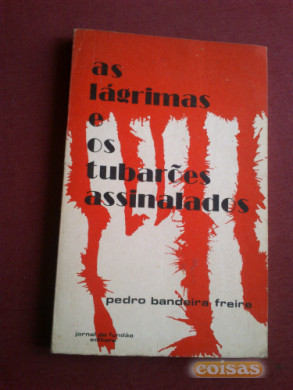 as
lágrimas
e
os
tubarões
assinalados
pedro bandeira freire
jornal do fundão
editora
coisas